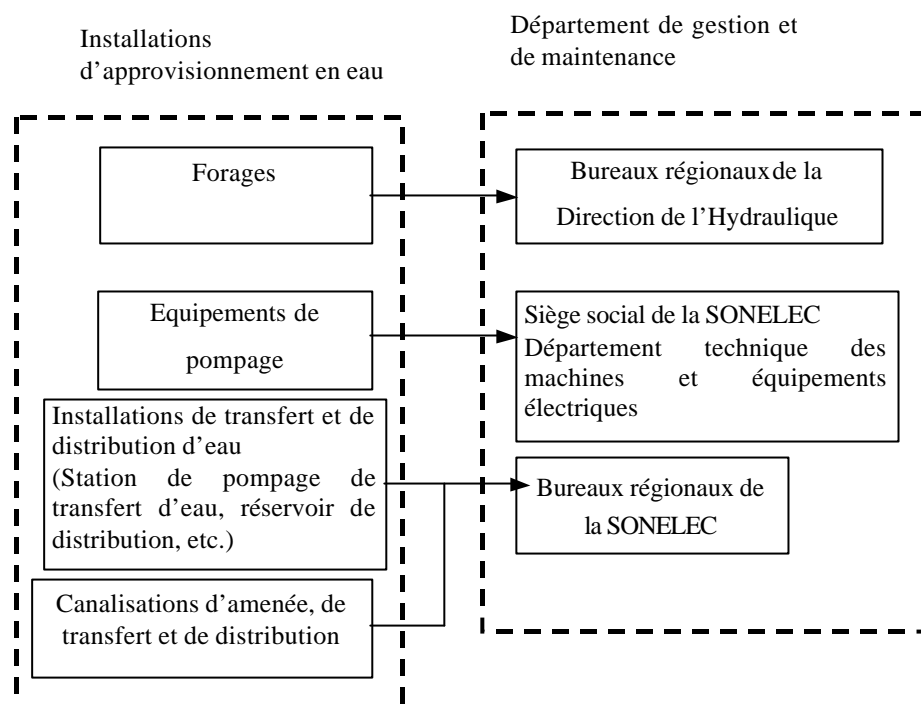 Installations
d’approvisionnement en eau
Département de gestion et
de maintenance
Forages
Bureaux régionaux de la
Direction de l’Hydraulique
Equipements de
pompage
Siège social de la SONELEC
Département technique des
machines et équipements
électriques
Installations de transfert et de
distribution d’eau
(Station de pompage de
transfert d’eau, réservoir de
distribution, etc.)
Bureaux régionaux de
la SONELEC
Canalisations d’amenée, de
transfert et de distribution